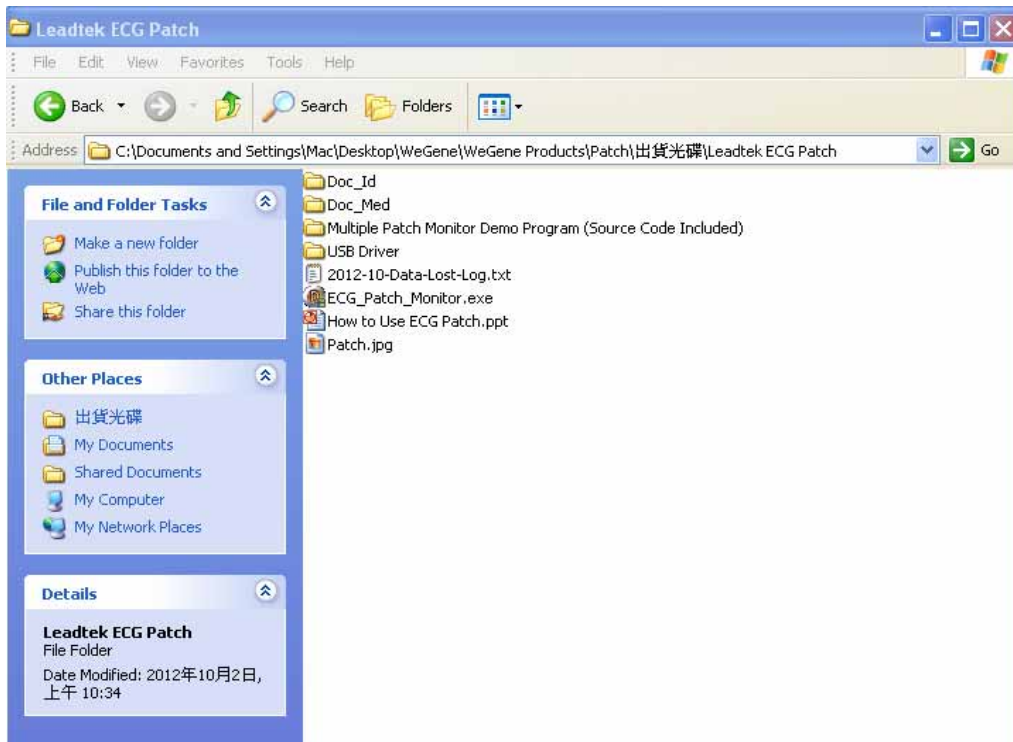 Leadtek ECG Patch
File Edit View Favorites Tools Help
Back Search Folders
Address C:\Documents and Settings\Mac\Desktop\WeGene\WeGene Products\Patch\出貨光碟\Leadtek ECG Patch Go
File and Folder Tasks
Make a new folder
Publish this folder to the
Web
Share this folder
Other Places
出貨光碟
My Documents
Shared Documents
My Computer
My Network Places
Details
Leadtek ECG Patch
File Folder
Date Modified: 2012年10月2日,
上午 10:34
Doc_Id
Doc_Med
Multiple Patch Monitor Demo Program (Source Code Included)
USB Driver
2012-10-Data-Lost-Log.txt
ECG_Patch_Monitor.exe
How to Use ECG Patch.ppt
Patch.jpg